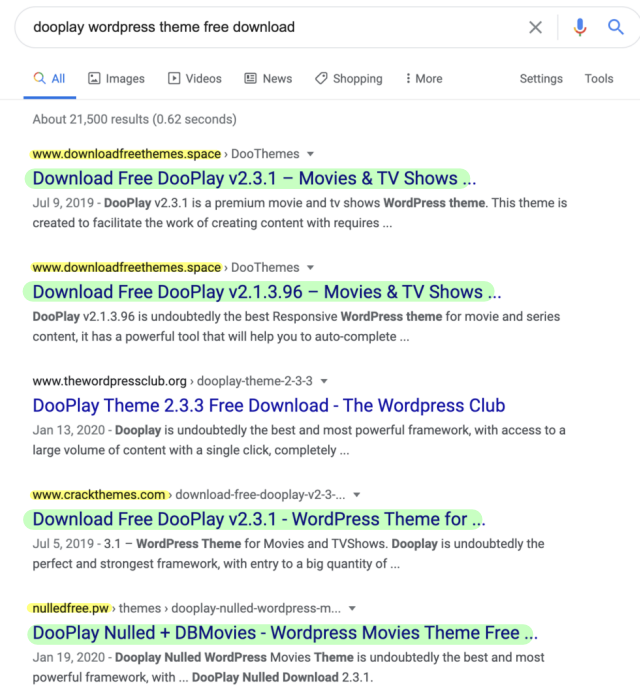 dooplay wordpress theme free download
All Images Videos News Shopping More Settings Tools
About 21,500 results (0.62 seconds)
www.downloadfreethemes.space › DooThemes
Download Free DooPlay v2.3.1 – Movies & TV Shows ...
Jul 9, 2019 - DooPlay v2.3.1 is a premium movie and tv shows WordPress theme. This theme is
created to facilitate the work of creating content with requires ...
www.downloadfreethemes.space › DooThemes
Download Free DooPlay v2.1.3.96 – Movies & TV Shows ...
DooPlay v2.1.3.96 is undoubtedly the best Responsive WordPress theme for movie and series
content, it has a powerful tool that will help you to auto-complete ...
www.thewordpressclub.org › dooplay-theme-2-3-3
DooPlay Theme 2.3.3 Free Download - The Wordpress Club
Jan 13, 2020 - Dooplay is undoubtedly the best and most powerful framework, with access to a
large volume of content with a single click, completely ...
www.crackthemes.com › download-free-dooplay-v2-3-...
Download Free DooPlay v2.3.1 - WordPress Theme for ...
Jul 5, 2019 - 3.1 – WordPress Theme for Movies and TVShows. Dooplay is undoubtedly the
perfect and strongest framework, with entry to a big quantity of ...
nulledfree.pw › themes › dooplay-nulled-wordpress-m...
DooPlay Nulled + DBMovies - Wordpress Movies Theme Free ...
Jan 19, 2020 - Dooplay Nulled WordPress Movies Theme is undoubtedly the best and most
powerful framework, with ... DooPlay Nulled Download 2.3.1.